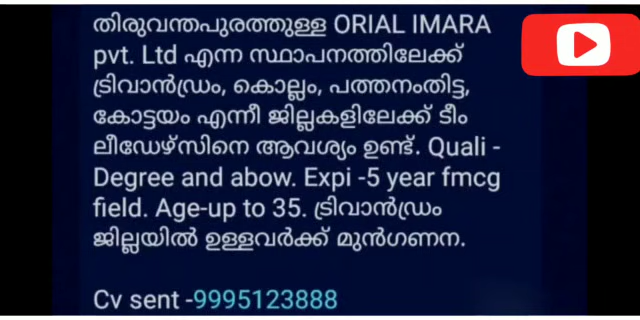 തിരുവന്തപുരത്തുള്ള ORIAL IMARA
pvt. Ltd എന്ന സ്ഥാപനത്തിലേക്ക്
ട്രിവാൻഡ്രം, കൊല്ലം, പത്തനംതിട്ട,
കോട്ടയം എന്നീ ജില്ലകളിലേക്ക് ടീം
ലീഡേഴ്സിനെ ആവശ്യം ഉണ്ട്. Quali -
Degree and abow. Expi -5 year fmcg
field. Age-up to 35. ട്രിവാൻഡ്രം
ജില്ലയിൽ ഉള്ളവർക്ക് മുൻഗണന.
Cv sent -9995123888